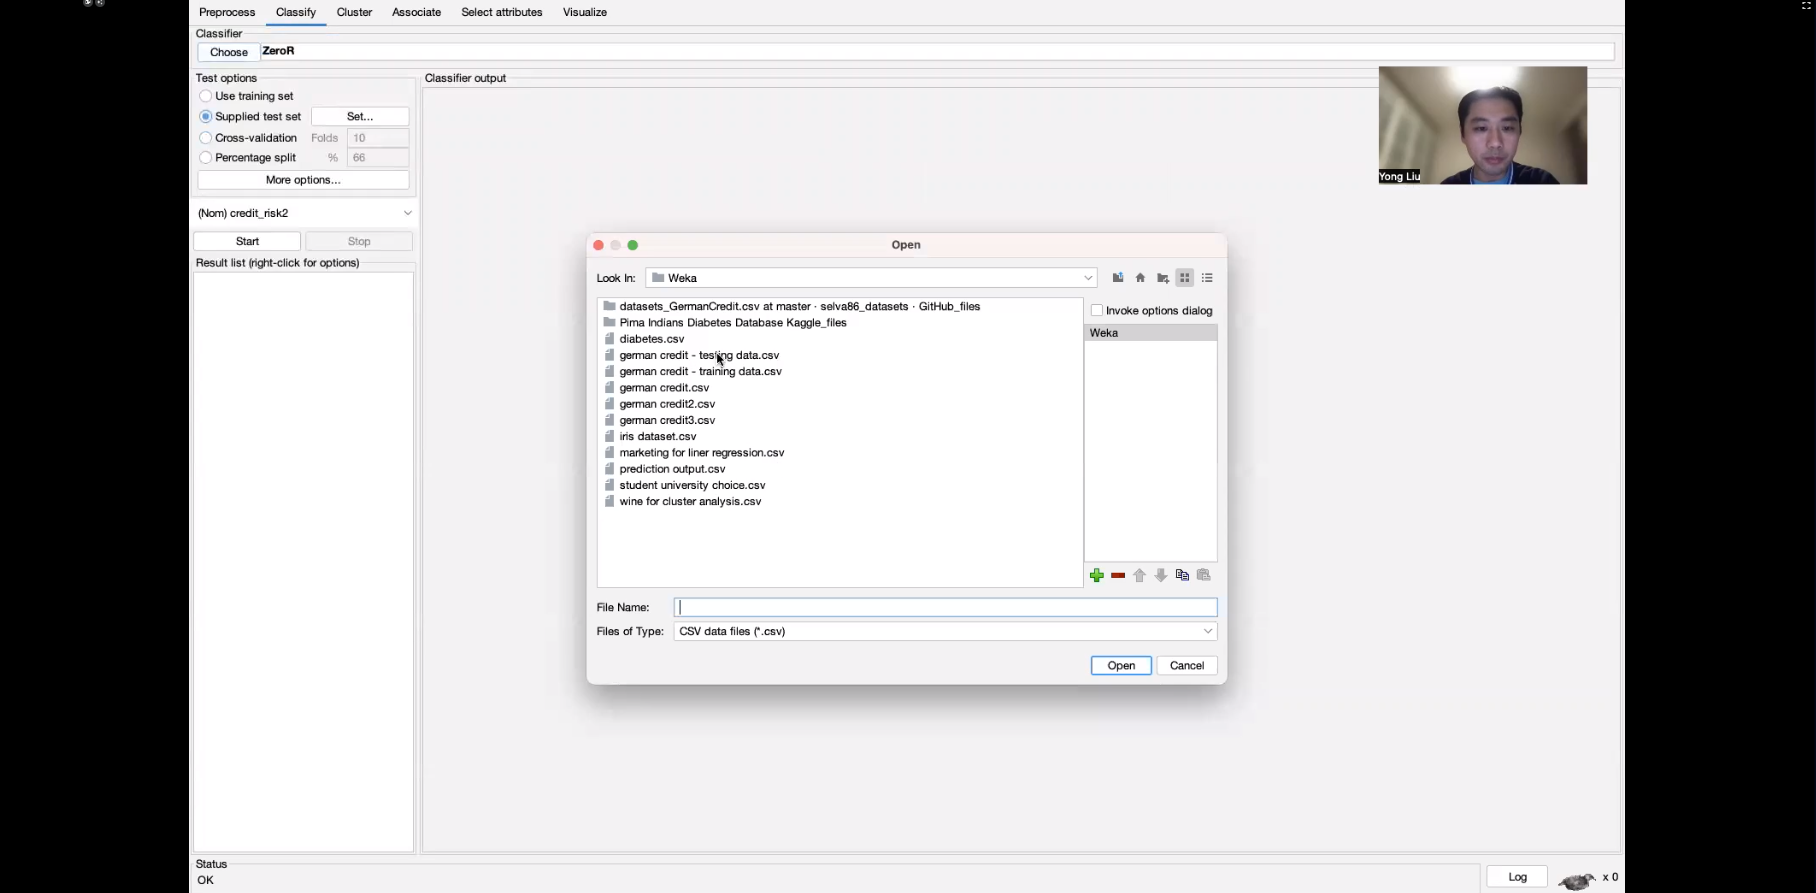 Preprocess Classify Cluster Associate Select attributes Visualize
Classifier
Choose ZeroR
Test options
Use training set
Supplied test set Set...
Cross-validation Folds 10
Percentage split % 66
More options...
(Nom) credit_risk2
Start Stop
Result list (right-click for options)
Classifier output
Yong Liu
Open
Look In: Weka
datasets_GermanCredit.csv at master · selva86_datasets · GitHub_files
Pima Indians Diabetes Database Kaggle_files
diabetes.csv
german credit - testing data.csv
german credit - training data.csv
german credit.csv
german credit2.csv
german credit3.csv
iris dataset.csv
marketing for liner regression.csv
prediction output.csv
student university choice.csv
wine for cluster analysis.csv
Invoke options dialog
Weka
File Name:
Files of Type: CSV data files (*.csv)
Open Cancel
Status
OK
Log x 0